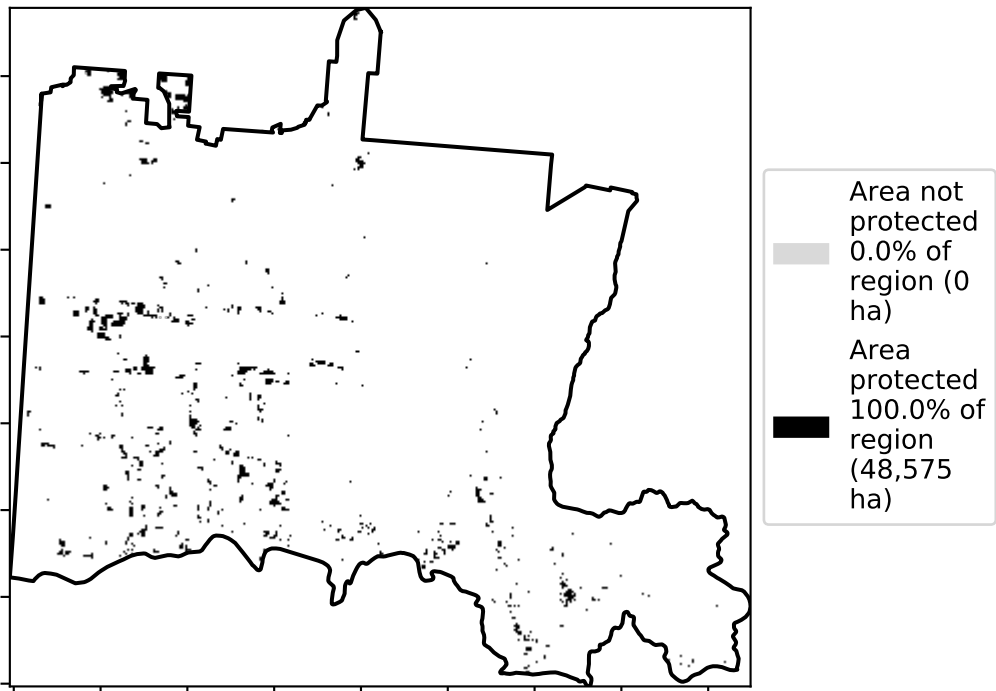 Area not
protected
0.0% of
region (0
ha)
Area
protected
100.0% of
region
(48,575
ha)